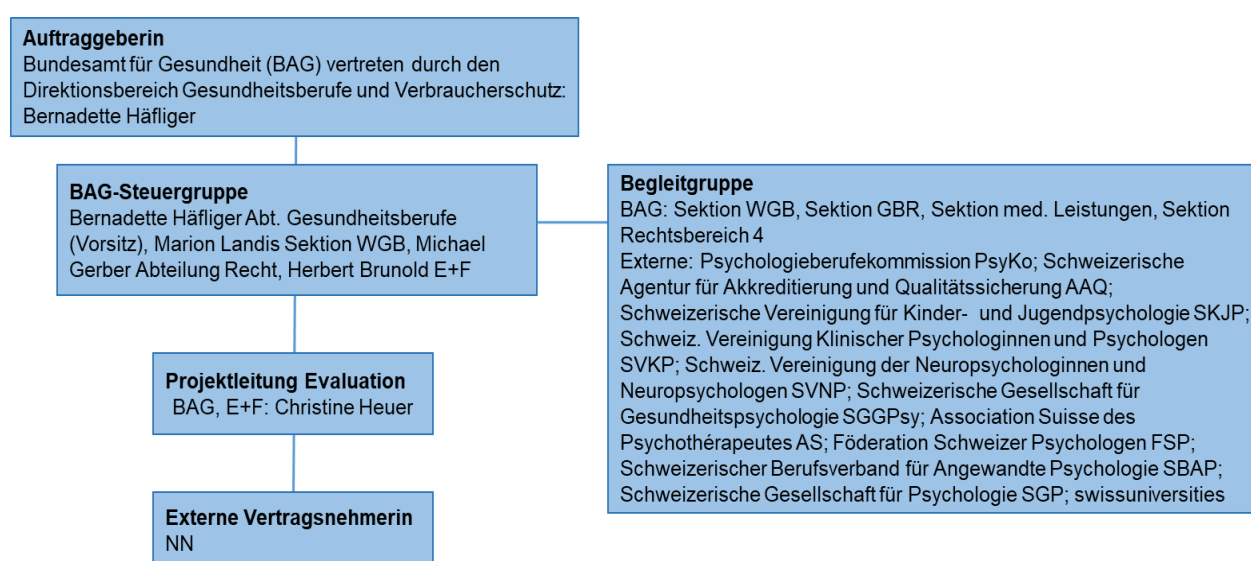 Auftraggeberin
Bundesamt für Gesundheit (BAG) vertreten durch den
Direktionsbereich Gesundheitsberufe und Verbraucherschutz:
Bernadette Häfliger
BAG-Steuergruppe
Bernadette Häfliger Abt. Gesundheitsberufe
(Vorsitz), Marion Landis Sektion WGB, Michael
Gerber Abteilung Recht, Herbert Brunold E+F
Begleitgruppe
BAG: Sektion WGB, Sektion GBR, Sektion med. Leistungen, Sektion
Rechtsbereich 4
Externe: Psychologieberufekommission PsyKo; Schweizerische
Agentur für Akkreditierung und Qualitätssicherung AAQ;
Schweizerische Vereinigung für Kinder- und Jugendpsychologie SKJP;
Schweiz. Vereinigung Klinischer Psychologinnen und Psychologen
SVKP; Schweiz. Vereinigung der Neuropsychologinnen und
Neuropsychologen SVNP; Schweizerische Gesellschaft für
Gesundheitspsychologie SGGPsy; Association Suisse des
Psychothérapeutes AS; Föderation Schweizer Psychologen FSP;
Schweizerischer Berufsverband für Angewandte Psychologie SBAP;
Schweizerische Gesellschaft für Psychologie SGP; swissuniversities
Projektleitung Evaluation
BAG, E+F: Christine Heuer
Externe Vertragsnehmerin
NN